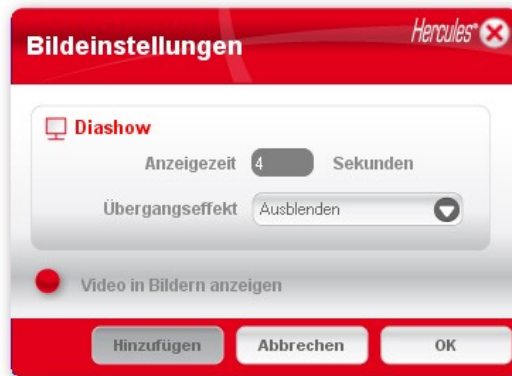 Bildeinstellungen
Hercules®
Diashow
Anzeigezeit 4 Sekunden
Übergangseffekt Ausblenden
Video in Bildern anzeigen
Hinzufügen Abbrechen OK